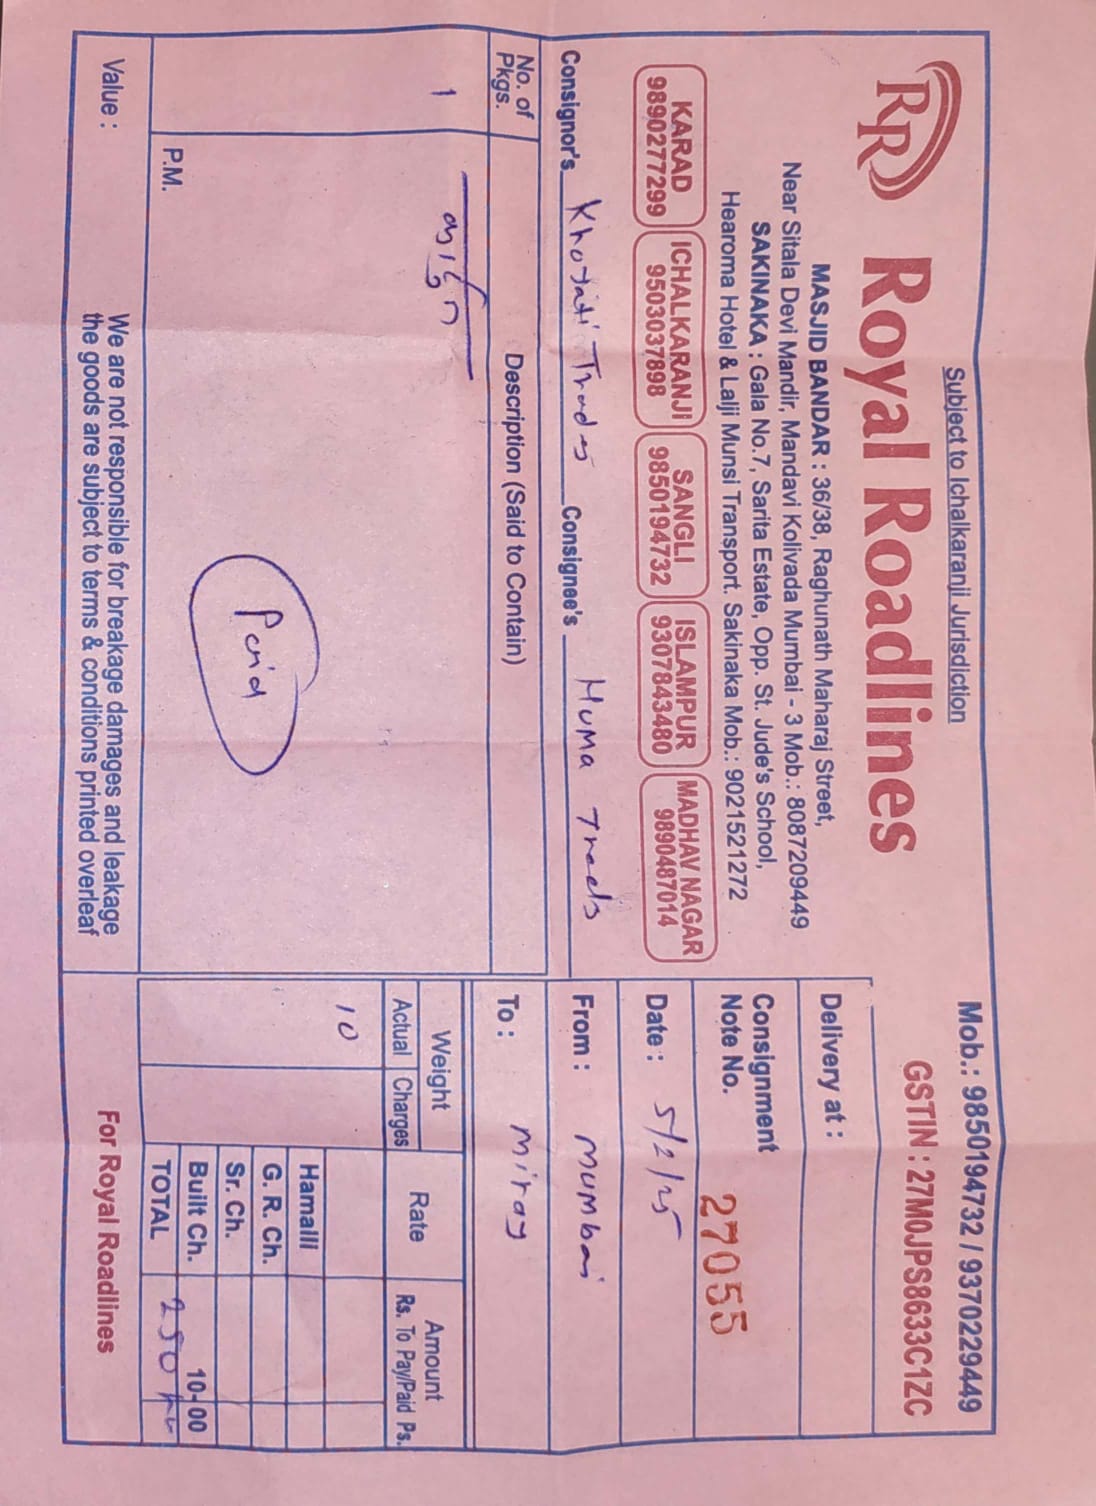 Subject to Ichalkaranji Jurisdiction
Mob.: 9850194732 / 9370229449
GSTIN : 27M0JPS8633C1ZC
RR Royal Roadlines
MASJID BANDAR : 36/38, Raghunath Maharaj Street,
Near Sitala Devi Mandir, Mandavi Kolivada Mumbai - 3 Mob.: 8087209449
SAKINAKA : Gala No.7, Sarita Estate, Opp. St. Jude's School,
Hearoma Hotel & Lalji Munsi Transport. Sakinaka Mob.: 9021521272
KARAD 9890277299
ICHALKARANJI 9503037898
SANGLI 9850194732
ISLAMPUR 9307843480
MADHAV NAGAR 9890487014
Delivery at :
Consignment Note No. 27055
Date : 5/2/25
Consignor's Consignee's Huma
From : mumbai
To : miraj
No. of Pkgs.
Description (Said to Contain)
Weight
Actual Charges
Rate
Amount
Rs. To Pay/Paid Ps.
1
10
Paid
Hamali
G. R. Ch.
Sr. Ch.
Built Ch. 10-00
TOTAL 250
P.M.
Value :
We are not responsible for breakage damages and leakage
the goods are subject to terms & conditions printed overleaf
For Royal Roadlines